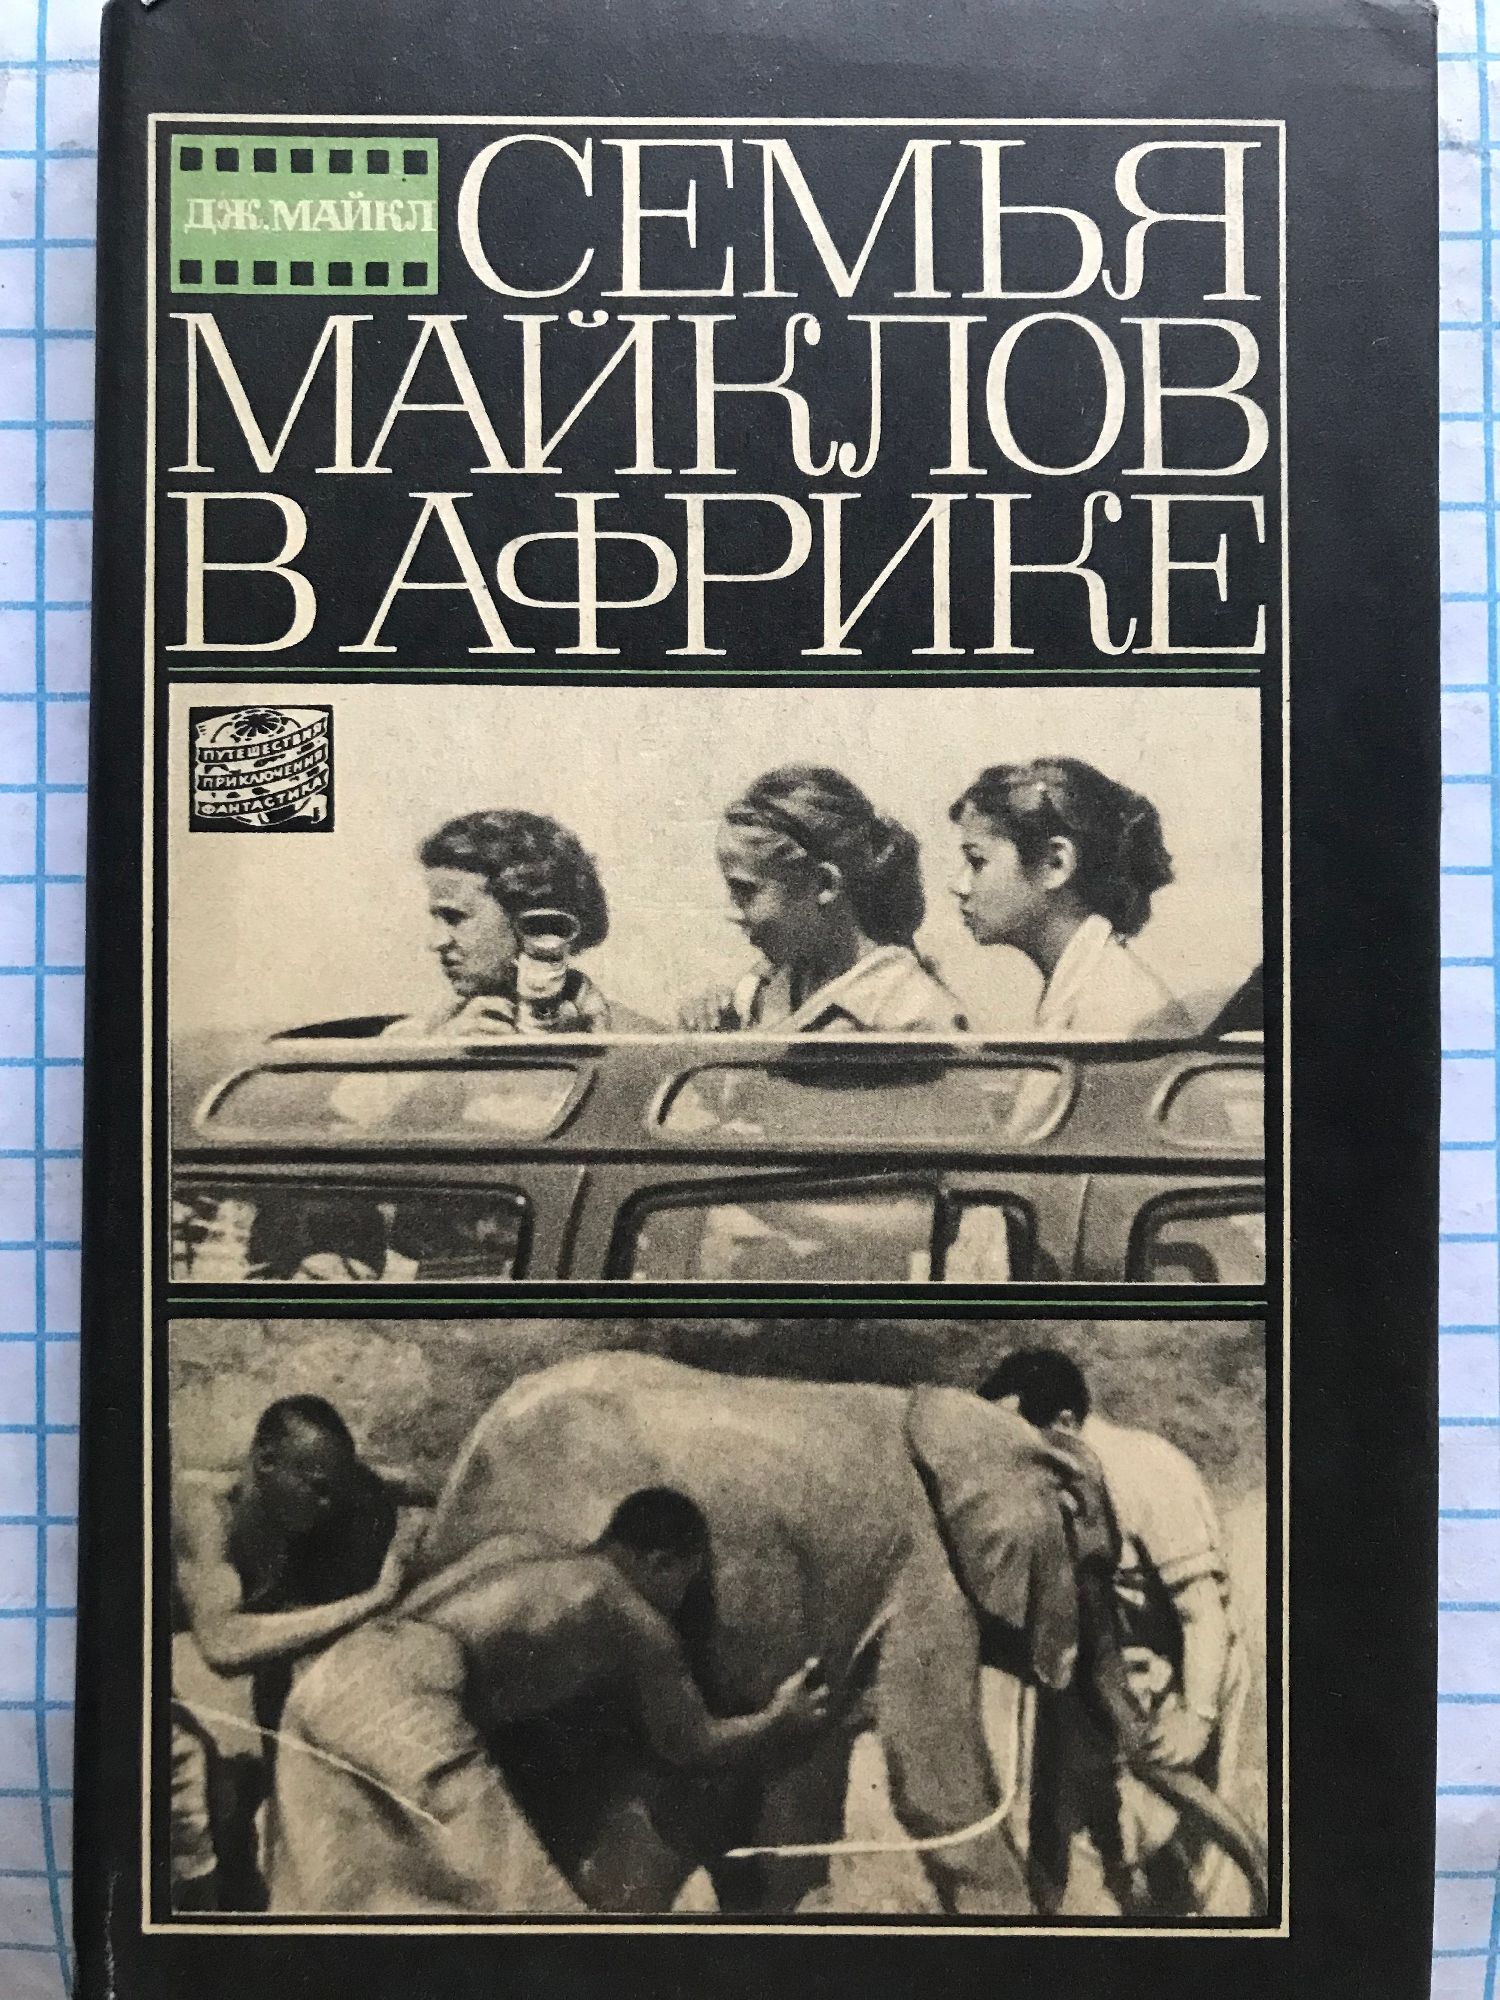 ДЖ.МАЙКЛ
СЕМЬЯ
МАЙКЛОВ
В АФРИКЕ
ПУТЕШЕСТВИЯ
ПРИКЛЮЧЕНИЯ
ФАНТАСТИКА